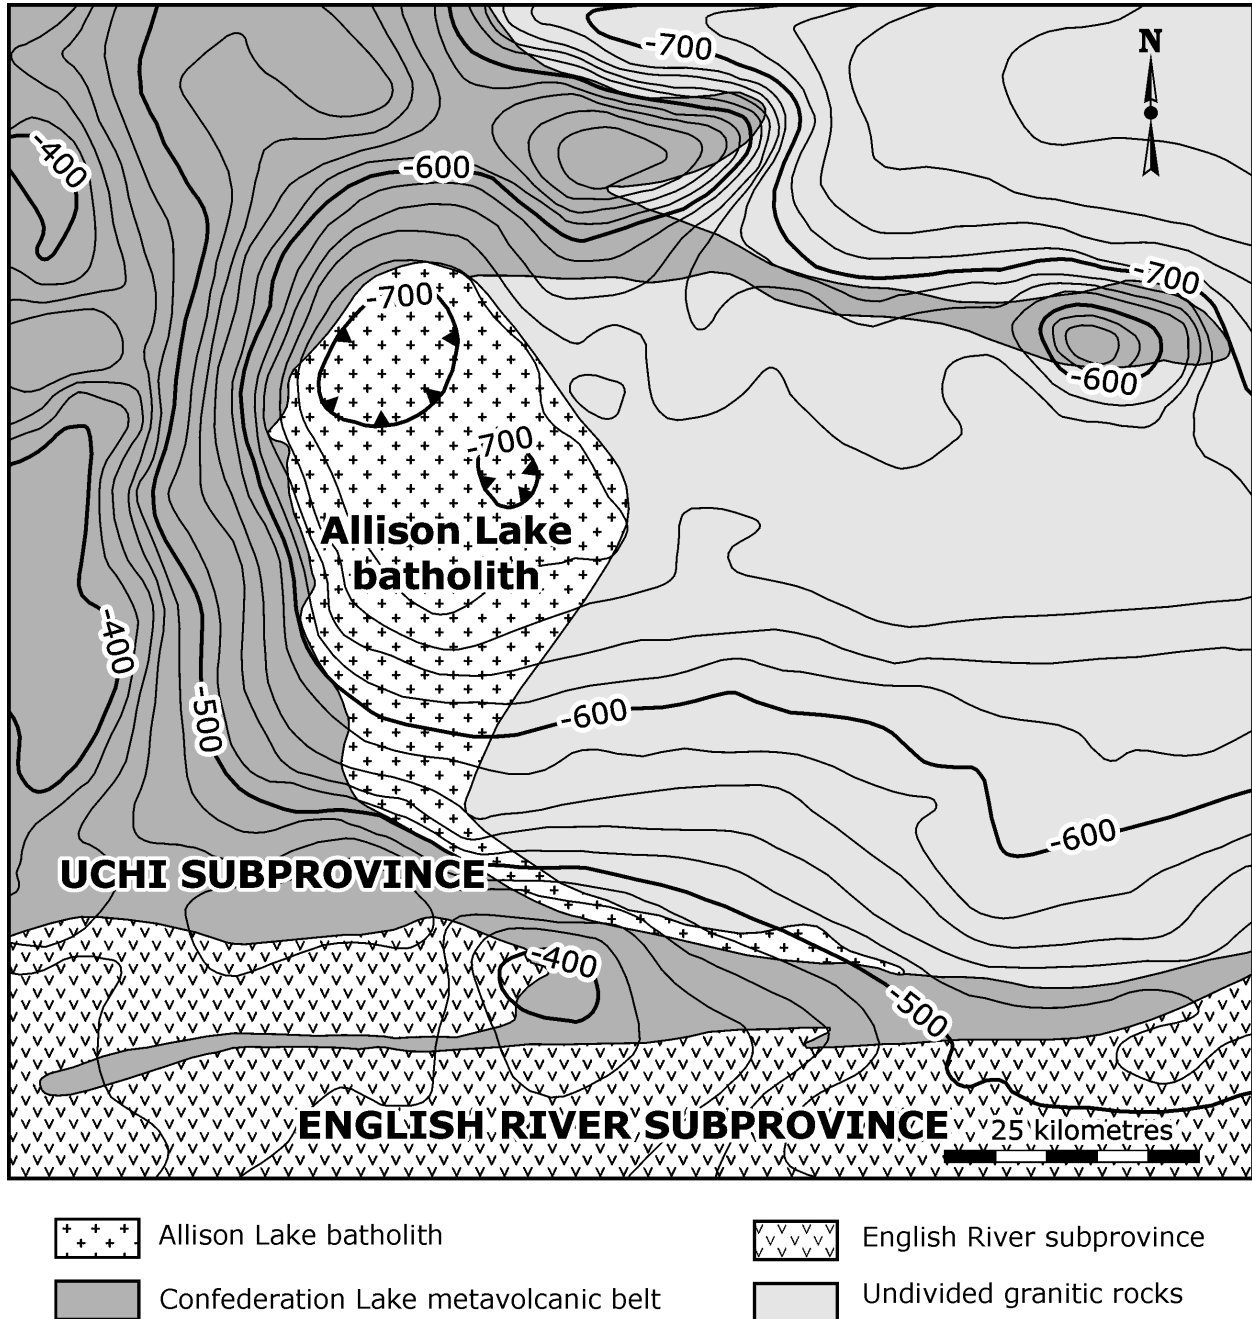 -700
N
-400
-600
-700
-700
-600
-700
Allison Lake
batholith
-400
-500
-600
-600
UCHI SUBPROVINCE
-400
-500
ENGLISH RIVER SUBPROVINCE
25 kilometres
Allison Lake batholith
English River subprovince
Confederation Lake metavolcanic belt
Undivided granitic rocks